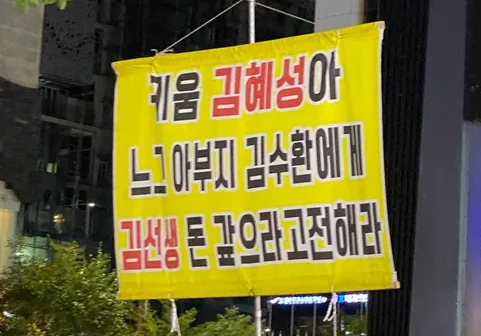 키움 김혜성아
느그 아부지 김수환에게
김선생 돈 갚으라고전해라